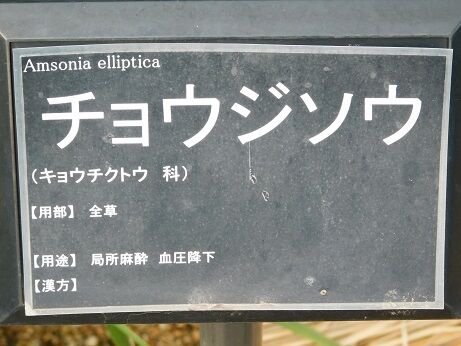 Amsonia elliptica
チョウジソウ
（キョウチクトウ　科）
【用部】　全草
【用途】　局所麻酔　血圧降下
【漢方】